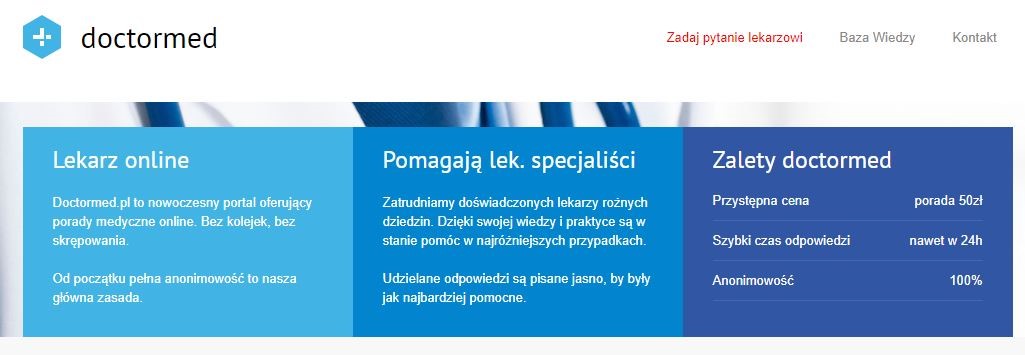 doctormed
Zadaj pytanie lekarzowi
Baza Wiedzy
Kontakt
Lekarz online
Doctormed.pl to nowoczesny portal oferujący
porady medyczne online. Bez kolejek, bez
skrępowania.
Od początku pełna anonimowość to nasza
główna zasada.
Pomagają lek. specjaliści
Zatrudniamy doświadczonych lekarzy rożnych
dziedzin. Dzięki swojej wiedzy i praktyce są w
stanie pomóc w najróżniejszych przypadkach.
Udzielane odpowiedzi są pisane jasno, by były
jak najbardziej pomocne.
Zalety doctormed
Przystępna cena porada 50zł
Szybki czas odpowiedzi nawet w 24h
Anonimowość 100%